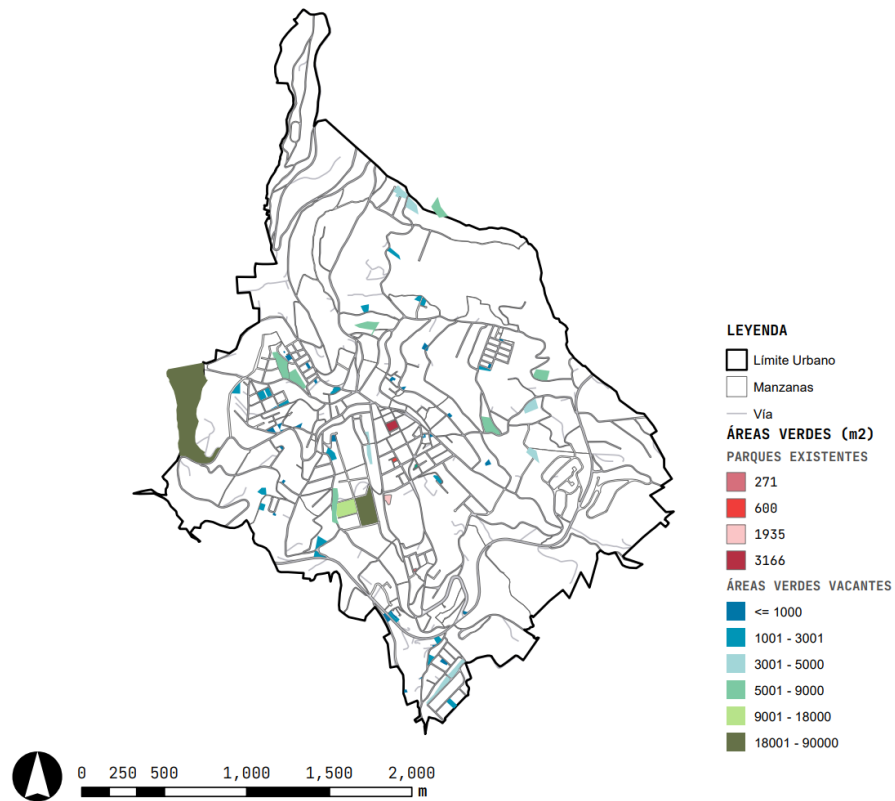 LEYENDA
Límite Urbano
Manzanas
Vía
ÁREAS VERDES (m2)
PARQUES EXISTENTES
271
600
1935
3166
ÁREAS VERDES VACANTES
<= 1000
1001 - 3001
3001 - 5000
5001 - 9000
9001 - 18000
18001 - 90000
0 250 500 1,000 1,500 2,000
m